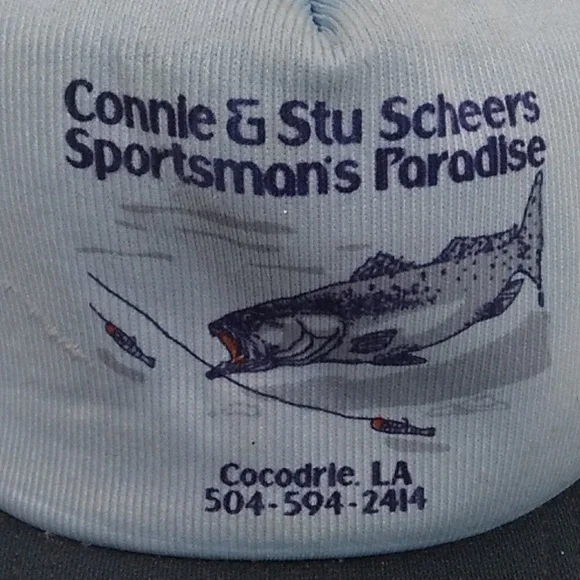 Connie & Stu Scheers
Sportsman's Paradise
Cocodrie, LA
504-594-2414